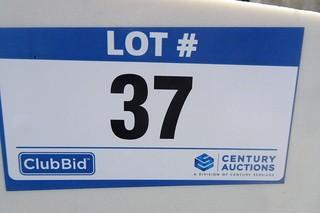 LOT #
37
ClubBid
CENTURY
AUCTIONS
A DIVISION OF CENTURY SERVICES